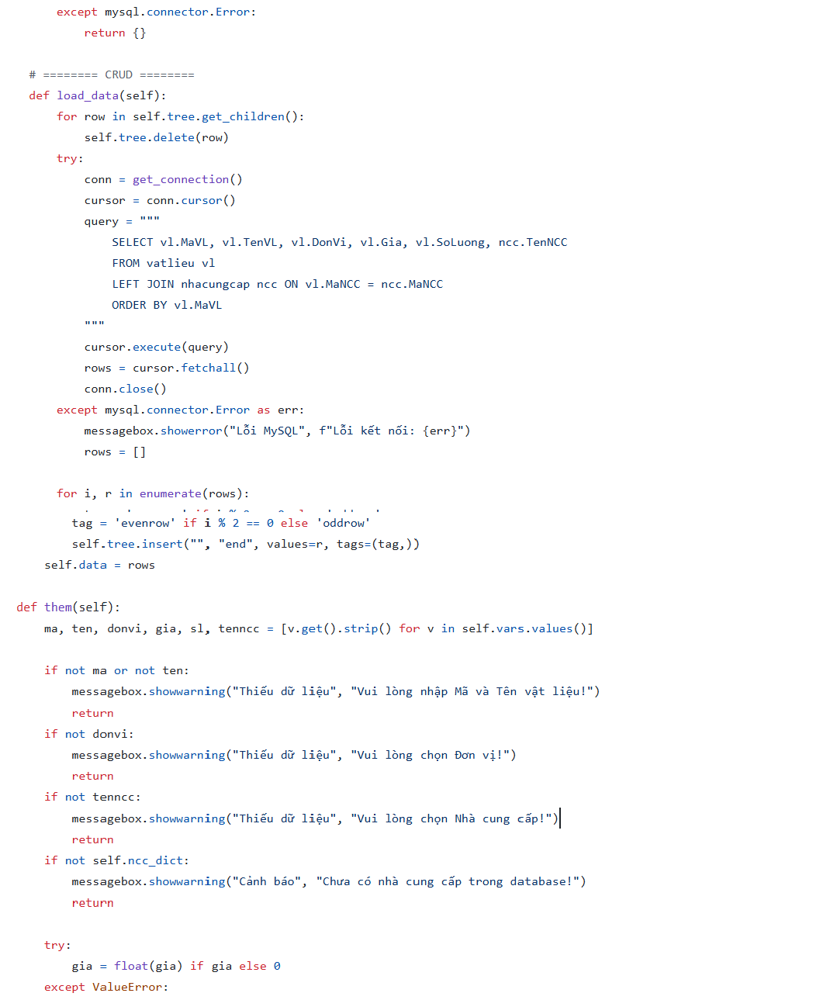 except mysql.connector.Error:
            return {}

    # ======== CRUD ========
    def load_data(self):
        for row in self.tree.get_children():
            self.tree.delete(row)
        try:
            conn = get_connection()
            cursor = conn.cursor()
            query = """
                SELECT vl.MaVL, vl.TenVL, vl.DonVi, vl.Gia, vl.SoLuong, ncc.TenNCC
                FROM vatlieu vl
                LEFT JOIN nhacungcap ncc ON vl.MaNCC = ncc.MaNCC
                ORDER BY vl.MaVL
            """
            cursor.execute(query)
            rows = cursor.fetchall()
            conn.close()
        except mysql.connector.Error as err:
            messagebox.showerror("Lỗi MySQL", f"Lỗi kết nối: {err}")
            rows = []

        for i, r in enumerate(rows):
            tag = 'evenrow' if i % 2 == 0 else 'oddrow'
            self.tree.insert("", "end", values=r, tags=(tag,))
        self.data = rows

    def them(self):
        ma, ten, donvi, gia, sl, tenncc = [v.get().strip() for v in self.vars.values()]

        if not ma or not ten:
            messagebox.showwarning("Thiếu dữ liệu", "Vui lòng nhập Mã và Tên vật liệu!")
            return
        if not donvi:
            messagebox.showwarning("Thiếu dữ liệu", "Vui lòng chọn Đơn vị!")
            return
        if not tenncc:
            messagebox.showwarning("Thiếu dữ liệu", "Vui lòng chọn Nhà cung cấp!")
            return
        if not self.ncc_dict:
            messagebox.showwarning("Cảnh báo", "Chưa có nhà cung cấp trong database!")
            return

        try:
            gia = float(gia) if gia else 0
        except ValueError: